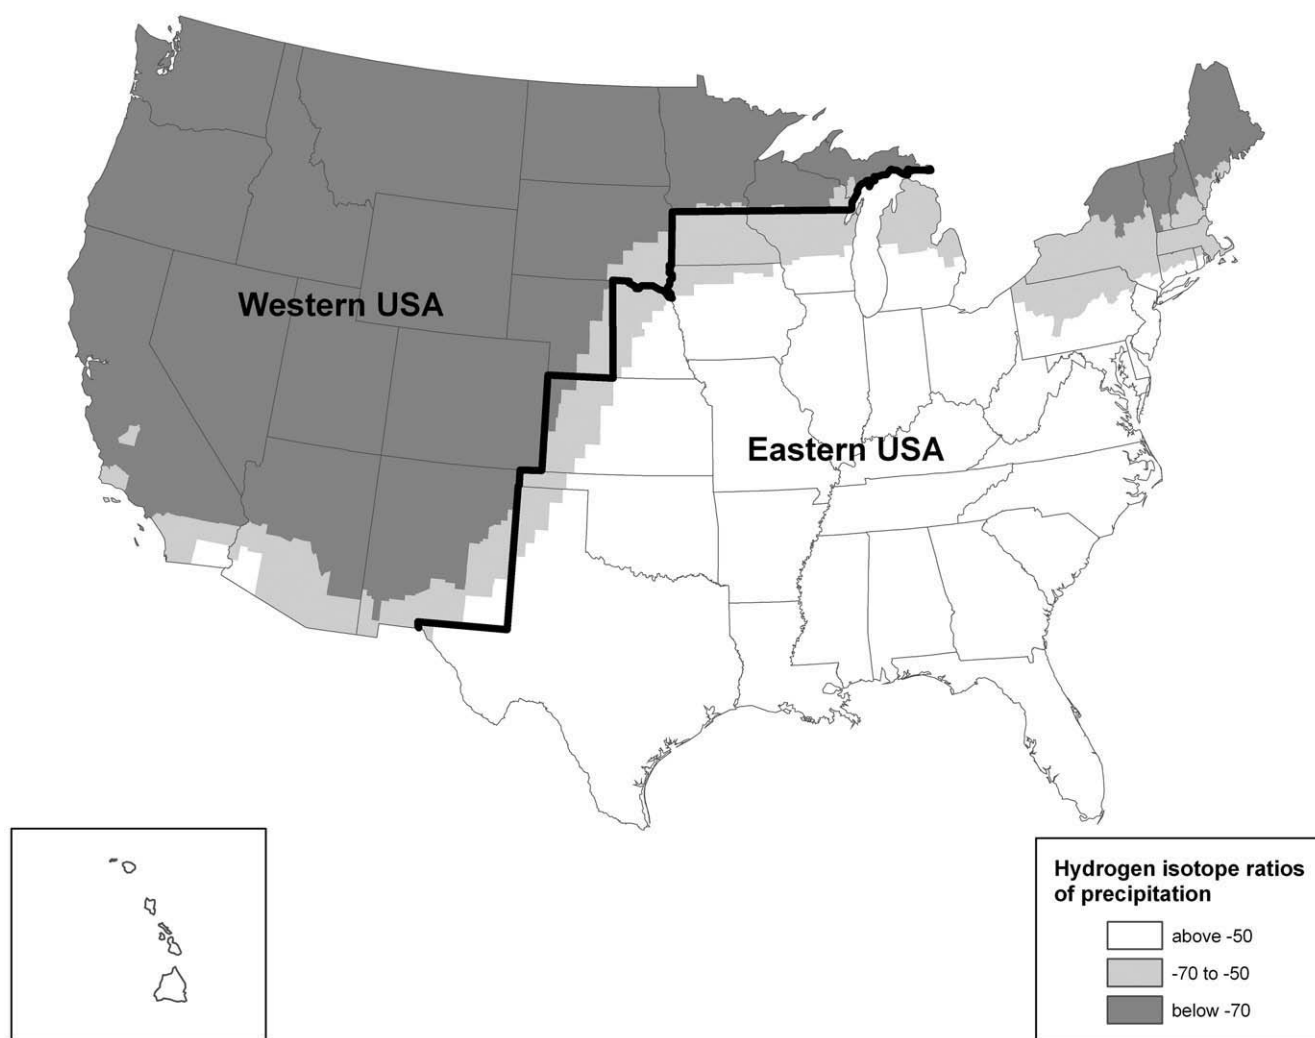 Western USA
Eastern USA
Hydrogen isotope ratios
of precipitation
above -50
-70 to -50
below -70